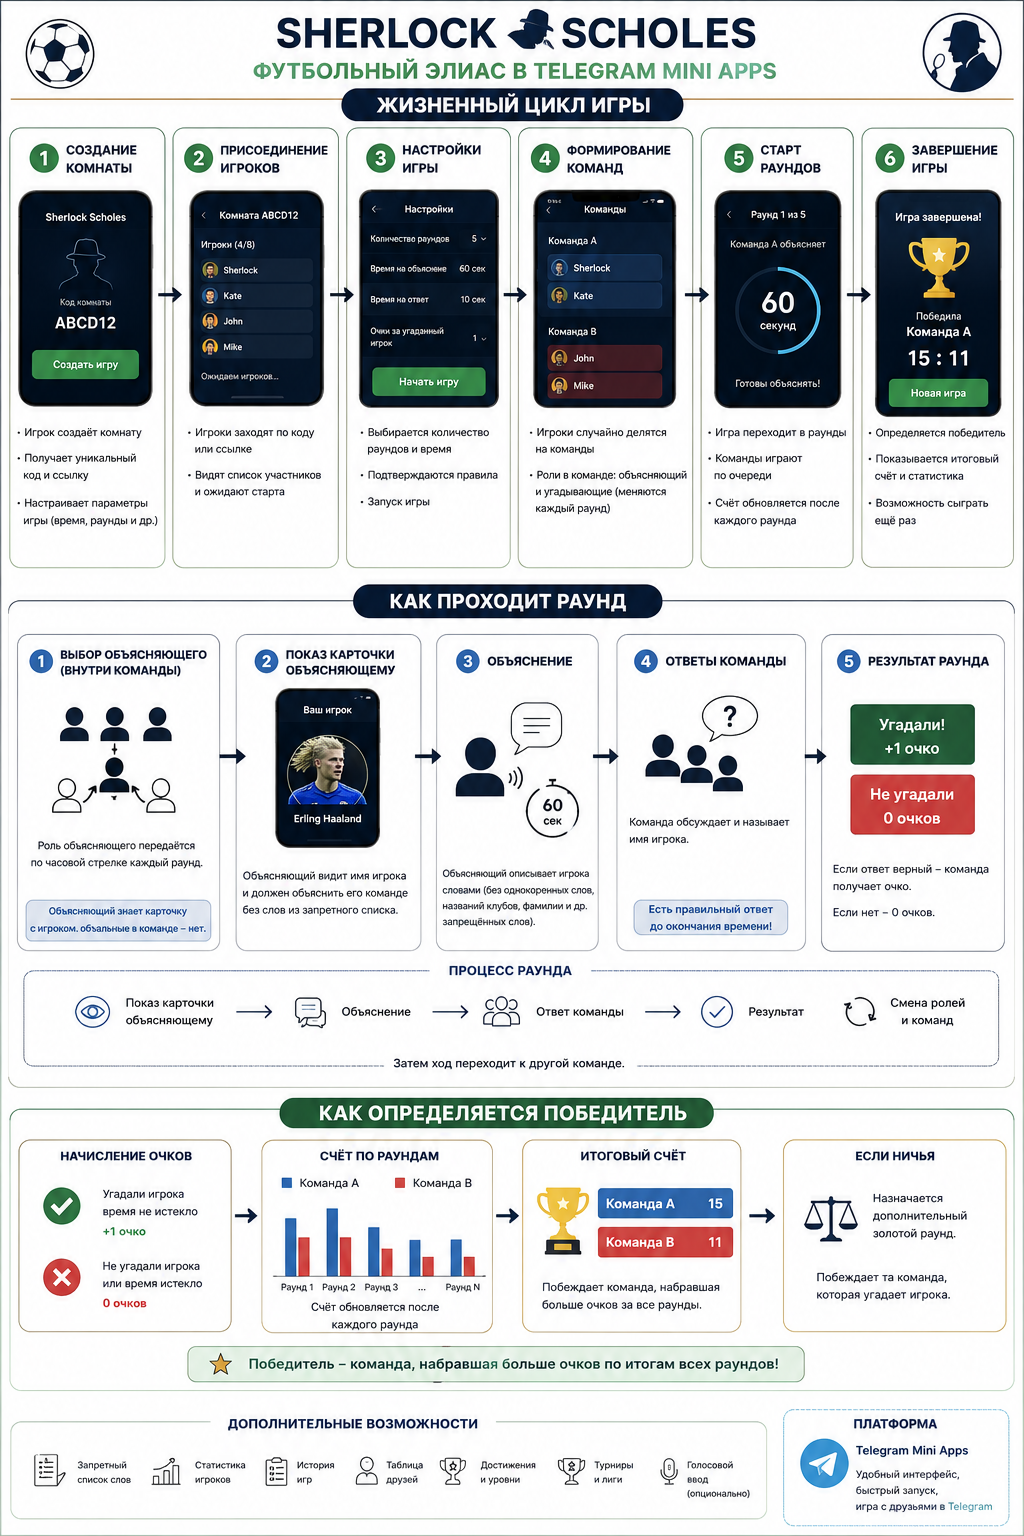 SHERLOCK SCHOLES
ФУТБОЛЬНЫЙ ЭЛИАС В TELEGRAM MINI APPS
ЖИЗНЕННЫЙ ЦИКЛ ИГРЫ
1 СОЗДАНИЕ
КОМНАТЫ
Sherlock Scholes
Код комнаты
ABCD12
Создать игру
• Игрок создаёт комнату
• Получает уникальный
код и ссылку
• Настраивает параметры
игры (время, раунды и др.)
2 ПРИСОЕДИНЕНИЕ
ИГРОКОВ
Комната ABCD12
Игроки (4/8)
Sherlock
Kate
John
Mike
Ожидаем игроков...
• Игроки заходят по коду
или ссылке
• Видят список участников
и ожидают старта
3 НАСТРОЙКИ
ИГРЫ
Настройки
Количество раундов 5
Время на объяснене 60 сек
Время на ответ 10 сек
Очки за угаданный
игрок 1
Начать игру
• Выбирается количество
раундов и время
• Подтверждаются правила
• Запуск игры
4 ФОРМИРОВАНИЕ
КОМАНД
Команды
Команда А
Sherlock
Kate
Команда В
John
Mike
• Игроки случайно делятся
на команды
• Роли в команде: объясняющий
и угадывающие (меняются
каждый раунд)
5 СТАРТ
РАУНДОВ
Раунд 1 из 5
Команда А объясняет
60
секунд
Готовы объяснять!
• Игра переходит в раунды
• Команды играют
по очереди
• Счёт обновляется после
каждого раунда
6 ЗАВЕРШЕНИЕ
ИГРЫ
Игра завершена!
Победила
Команда А
15 : 11
Новая игра
• Определяется победитель
• Показывается итоговый
счёт и статистика
• Возможность сыграть
ещё раз
КАК ПРОХОДИТ РАУНД
1 ВЫБОР ОБЪЯСНЯЮЩЕГО
(ВНУТРИ КОМАНДЫ)
Роль объясняющего передаётся
по часовой стрелке каждый раунд.
Объясняющий знает карточку
с игроком. объальные в команде – нет.
2 ПОКАЗ КАРТОЧКИ
ОБЪЯСНЯЮЩЕМУ
Ваш игрок
Erling Haaland
Объясняющий видит имя игрока
и должен объяснить его команде
без слов из запретного списка.
3 ОБЪЯСНЕНИЕ
60
сек
Объясняющий описывает игрока
словами (без однокоренных слов,
названий клубов, фамилии и др.
запрещённых слов).
4 ОТВЕТЫ КОМАНДЫ
?
Команда обсуждает и называет
имя игрока.
Есть правильный ответ
до окончания времени!
5 РЕЗУЛЬТАТ РАУНДА
Угадали!
+1 очко
Не угадали
0 очков
Если ответ верный – команда
получает очко.
Если нет – 0 очков.
ПРОЦЕСС РАУНДА
Показ карточки
объясняющему
Объяснение
Ответ команды
Результат
Смена ролей
и команд
Затем ход переходит к другой команде.
КАК ОПРЕДЕЛЯЕТСЯ ПОБЕДИТЕЛЬ
НАЧИСЛЕНИЕ ОЧКОВ
Угадали игрока
время не истекло
+1 очко
Не угадали игрока
или время истекло
0 очков
СЧЁТ ПО РАУНДАМ
Команда А Команда В
Раунд 1 Раунд 2 Раунд 3 ... Раунд N
Счёт обновляется после
каждого раунда
ИТОГОВЫЙ СЧЁТ
Команда А 15
Команда В 11
Побеждает команда, набравшая
больше очков за все раунды.
ЕСЛИ НИЧЬЯ
Назначается
дополнительный
золотой раунд.
Побеждает та команда,
которая угадает игрока.
Победитель – команда, набравшая больше очков по итогам всех раундов!
ДОПОЛНИТЕЛЬНЫЕ ВОЗМОЖНОСТИ
Запретный
список слов
Статистика
игроков
История
игр
Таблица
друзей
Достижения
и уровни
Турниры
и лиги
Голосовой
ввод
(опционально)
ПЛАТФОРМА
Telegram Mini Apps
Удобный интерфейс,
быстрый запуск,
игра с друзьями в Telegram